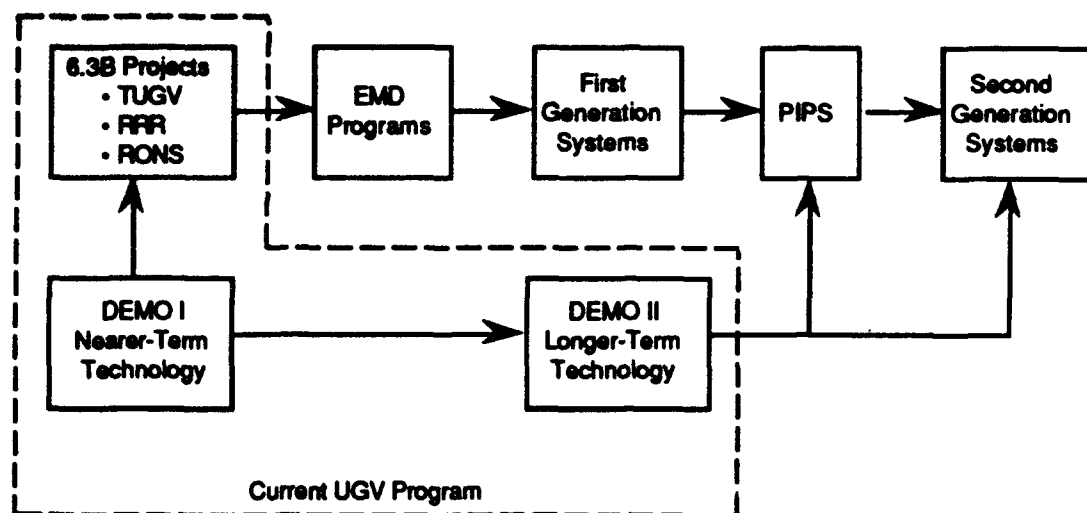 6.3B Projects
• TUGV
• RRR
• RONS
EMD
Programs
First
Generation
Systems
PIPS
Second
Generation
Systems
DEMO I
Nearer-Term
Technology
DEMO II
Longer-Term
Technology
Current UGV Program